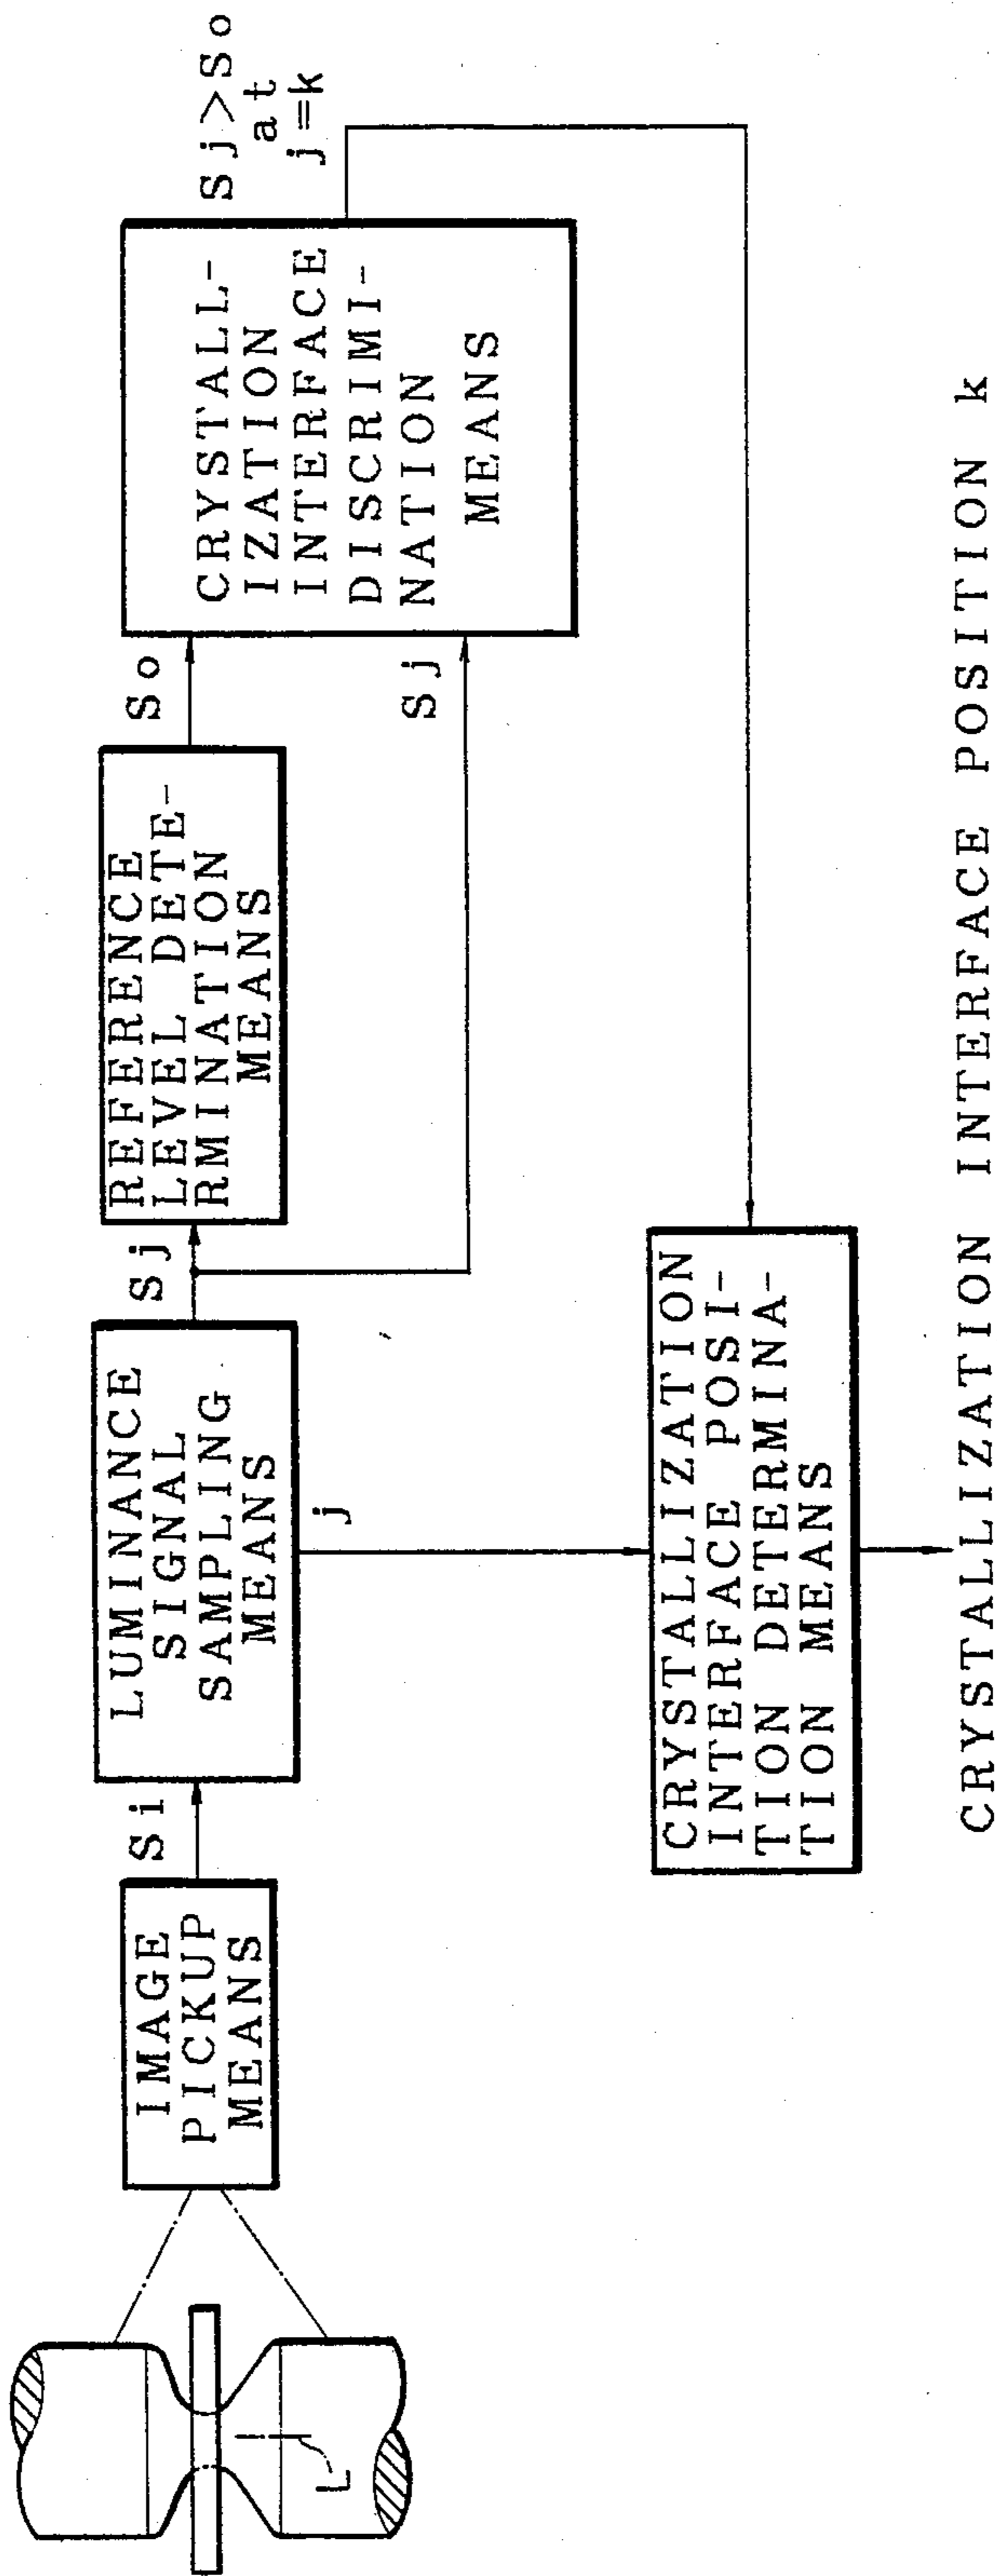 L
IMAGE
PICKUP
MEANS
Si
LUMINANCE
SIGNAL
SAMPLING
MEANS
Sj
j
REFERENCE
LEVEL DETE-
RMINATION
MEANS
So
Sj
CRYSTALL-
IZATION
INTERFACE
DISCRIMI-
NATION
MEANS
Sj>So
at
j=k
CRYSTALLIZATION
INTERFACE POSI-
TION DETERMINA-
TION MEANS
CRYSTALLIZATION INTERFACE POSITION k